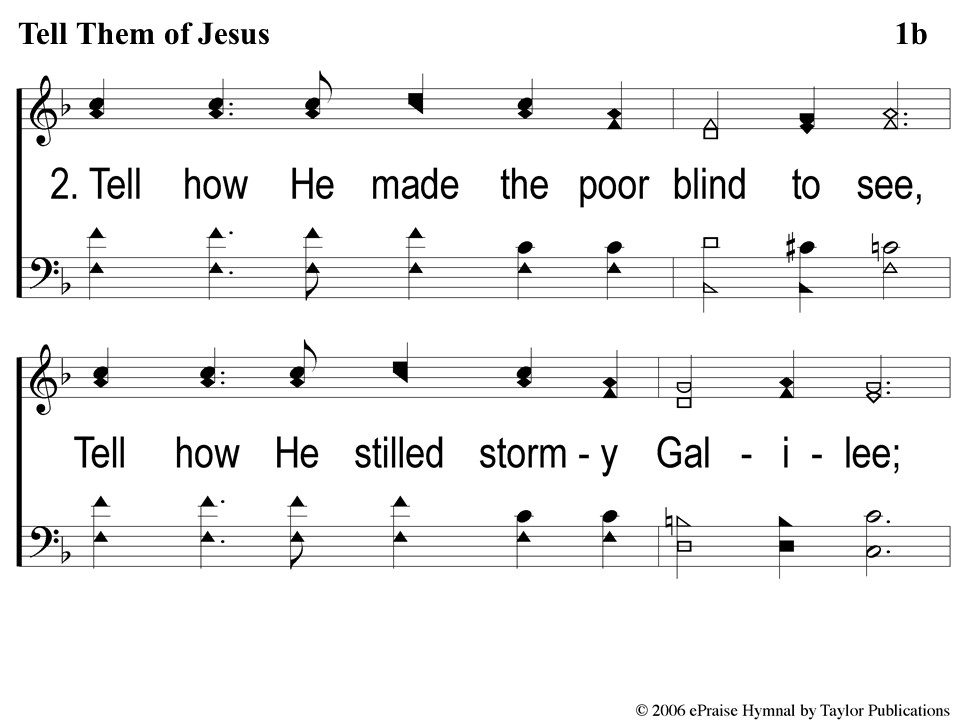 Tell Them of Jesus 1b
2. Tell how He made the poor blind to see,
Tell how He stilled storm - y Gal - i - lee;
© 2006 ePraise Hymnal by Taylor Publications